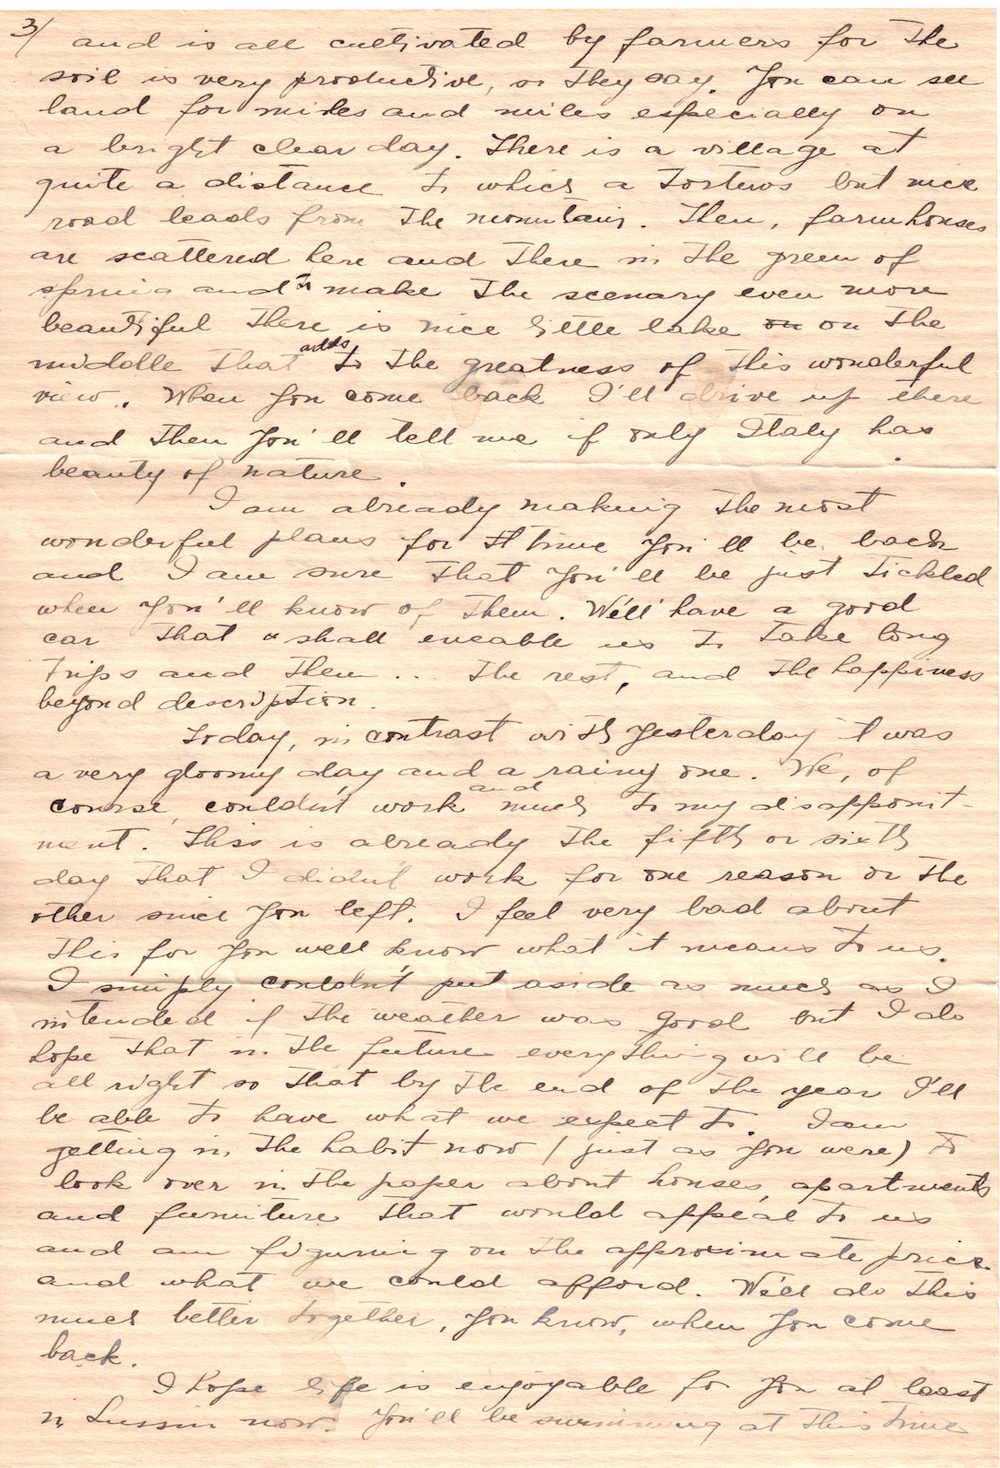 3/ and is all cultivated by farmers for the
soil is very productive, so they say. You can see
land for miles and miles especially on
a bright clear day. There is a village at
quite a distance to which a but nice
road leads from the mountain. Then, farmhouses
are scattered here and there in the green of
spring and to make the scenary even more
beautiful there is nice little lake on on the
middle that adds to the greatness of this wonderful
view. When you come back I'll drive up there
and then you'll tell me if only Italy has
beauty of nature.
I am already making the most
wonderful plans for the time you'll be back
and I am sure that you'll be just tickled
when you'll know of them. We'll have a good
car that shall eneable us to take long
trips and then .. The rest, and the happiness
beyond description.
Today, in contrast with yesterday it was
a very gloomy day and a rainy one. We, of
course, couldn't work and much to my disappoint-
ment. This is already the fifth or sixth
day that I didn't work for one reason or the
other since you left. I feel very bad about
this for you well know what it means to us.
I simply couldn't put aside as much as I
intended if the weather was good but I do
hope that in the future everything will be
all right so that by the end of the year I'll
be able to have what we expect to. I am
getting in the habit now (just as you were) to
look over in the paper about houses, apartments
and furniture that would appeal to us
and am figuring on the approximate price
and what we could afford. We'll do this
much better together, you know, when you come
back.
I hope life is enjoyable for you at least
in Lussin now. You'll be swimming at this time